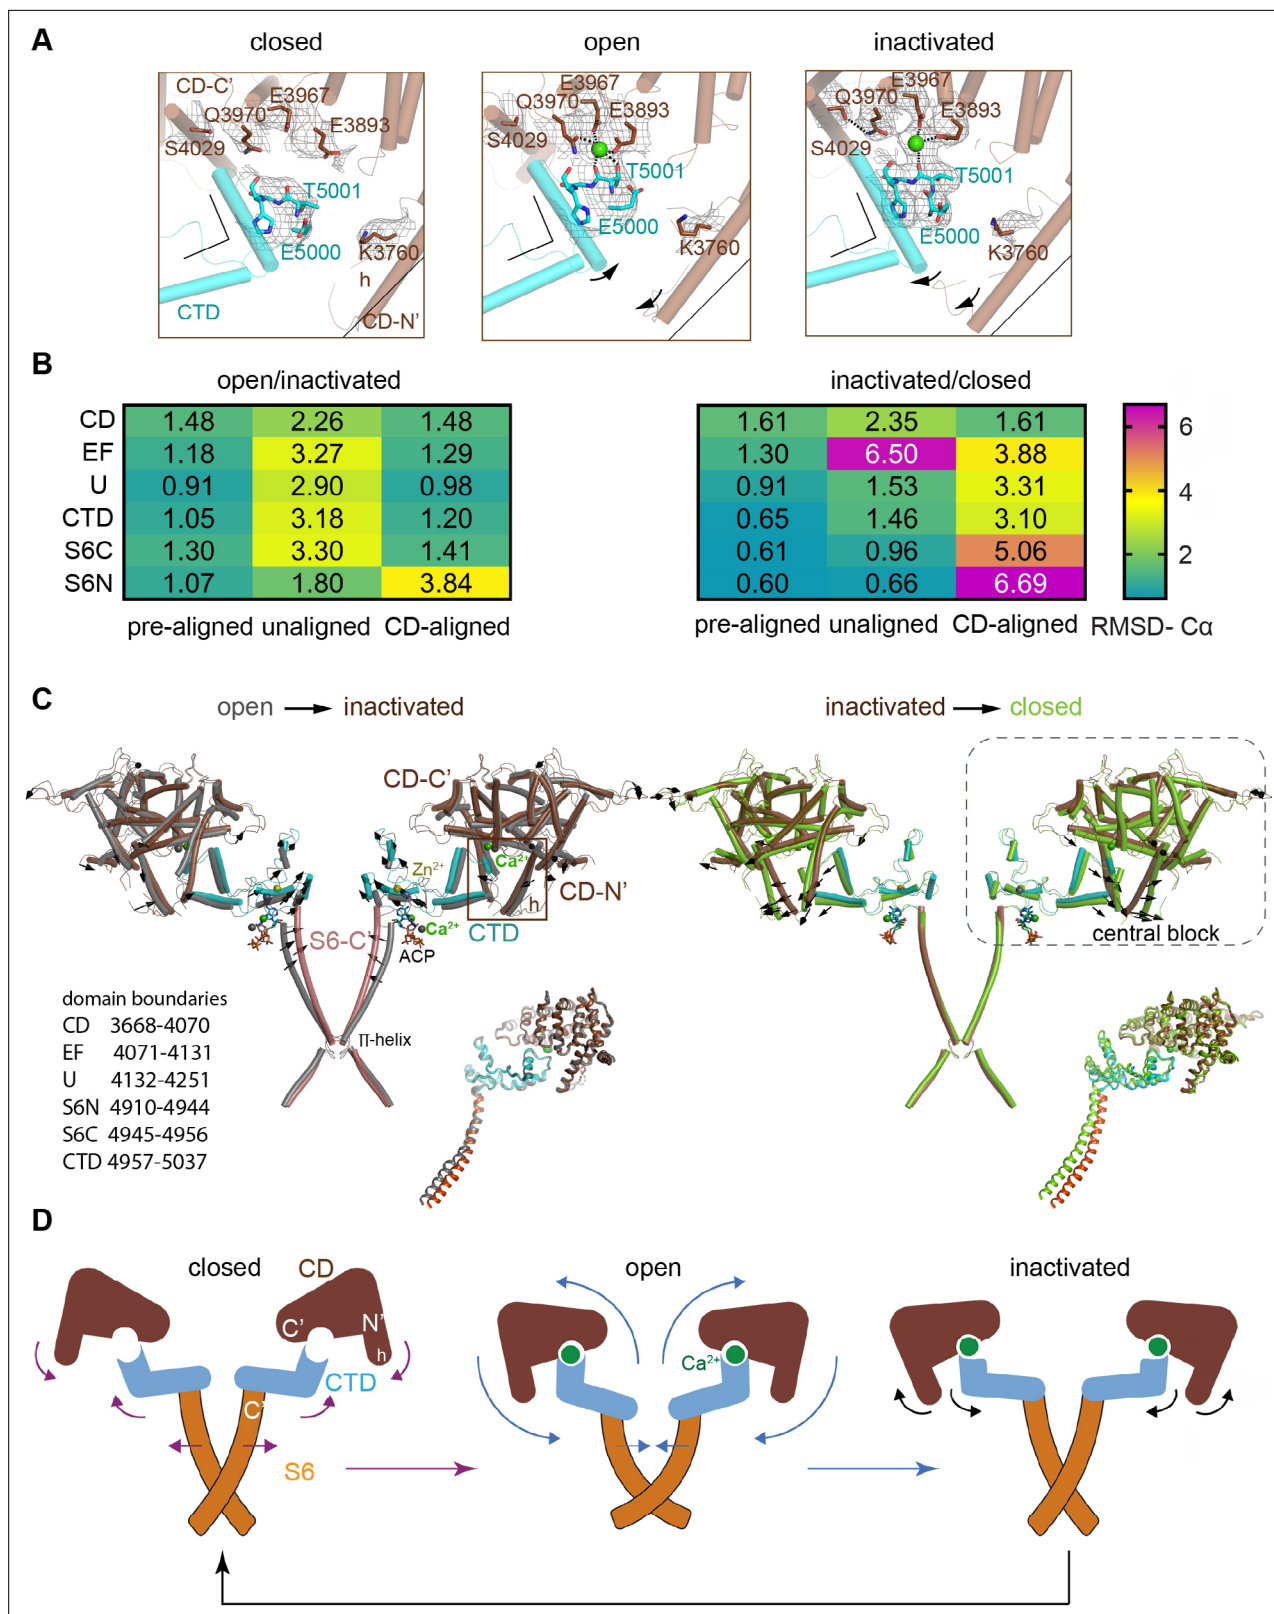 A
closed open inactivated
CD-C'
E3967
Q3970
E3893
S4029
T5001
E5000
K3760
h
CTD
CD-N'
E3967
Q3970
E3893
S4029
T5001
E5000
K3760
E3967
Q3970
E3893
S4029
T5001
E5000
K3760
B
open/inactivated inactivated/closed
CD 1.48 2.26 1.48 1.61 2.35 1.61
EF 1.18 3.27 1.29 1.30 6.50 3.88
U 0.91 2.90 0.98 0.91 1.53 3.31
CTD 1.05 3.18 1.20 0.65 1.46 3.10
S6C 1.30 3.30 1.41 0.61 0.96 5.06
S6N 1.07 1.80 3.84 0.60 0.66 6.69
6
4
2
pre-aligned unaligned CD-aligned pre-aligned unaligned CD-aligned RMSD- Cα
C
open inactivated inactivated closed
CD-C'
Ca²⁺
Zn²⁺
CD-N'
h
S6-C'
Ca²⁺
CTD
ACP
central block
π-helix
domain boundaries
CD 3668-4070
EF 4071-4131
U 4132-4251
S6N 4910-4944
S6C 4945-4956
CTD 4957-5037
D
closed CD open inactivated
C' N'
h
Ca²⁺
CTD
C'
S6